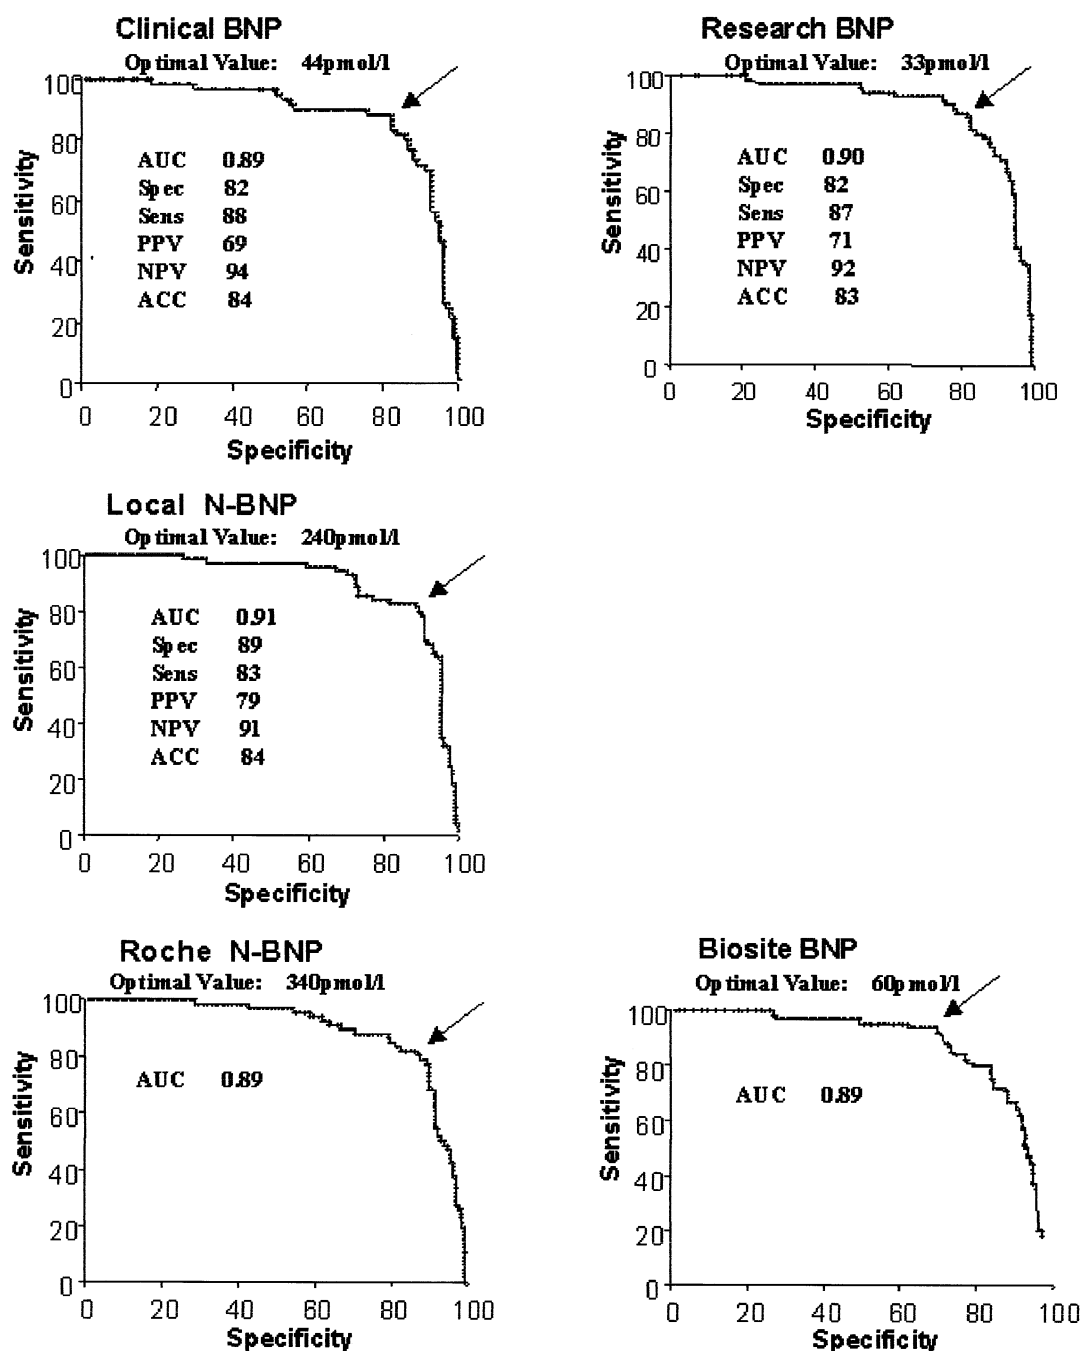 Clinical BNP
Optimal Value: 44pmol/l
100
80
60
40
20
0
Sensitivity
AUC 0.89
Spec 82
Sens 88
PPV 69
NPV 94
ACC 84
0 20 40 60 80 100
Specificity
Research BNP
Optimal Value: 33pmol/l
100
80
60
40
20
0
Sensitivity
AUC 0.90
Spec 82
Sens 87
PPV 71
NPV 92
ACC 83
0 20 40 60 80 100
Specificity
Local N-BNP
Optimal Value: 240pmol/l
100
80
60
40
20
0
Sensitivity
AUC 0.91
Spec 89
Sens 83
PPV 79
NPV 91
ACC 84
0 20 40 60 80 100
Specificity
Roche N-BNP
Optimal Value: 340pmol/l
100
80
60
40
20
0
Sensitivity
AUC 0.89
0 20 40 60 80 100
Specificity
Biosite BNP
Optimal Value: 60pmol/l
100
80
60
40
20
0
Sensitivity
AUC 0.89
0 20 40 60 80 100
Specificity